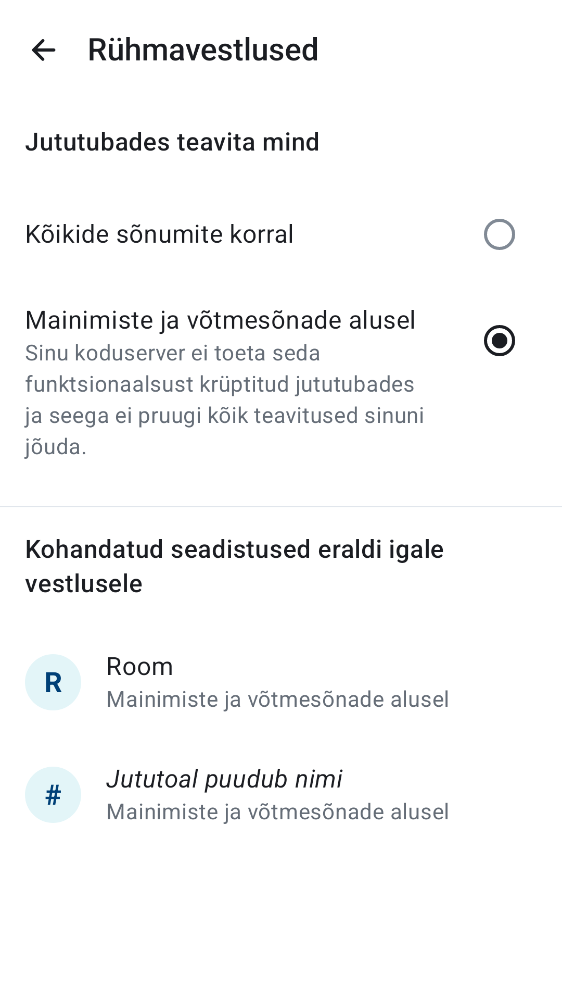 Rühmavestlused
Jututubades teavita mind
Kõikide sõnumite korral
Mainimiste ja võtmesõnade alusel
Sinu koduserver ei toeta seda
funktsionaalsust krüptitud jututubades
ja seega ei pruugi kõik teavitused sinuni
jõuda.
Kohandatud seadistused eraldi igale
vestlusele
R
Room
Mainimiste ja võtmesõnade alusel
#
Jututoal puudub nimi
Mainimiste ja võtmesõnade alusel